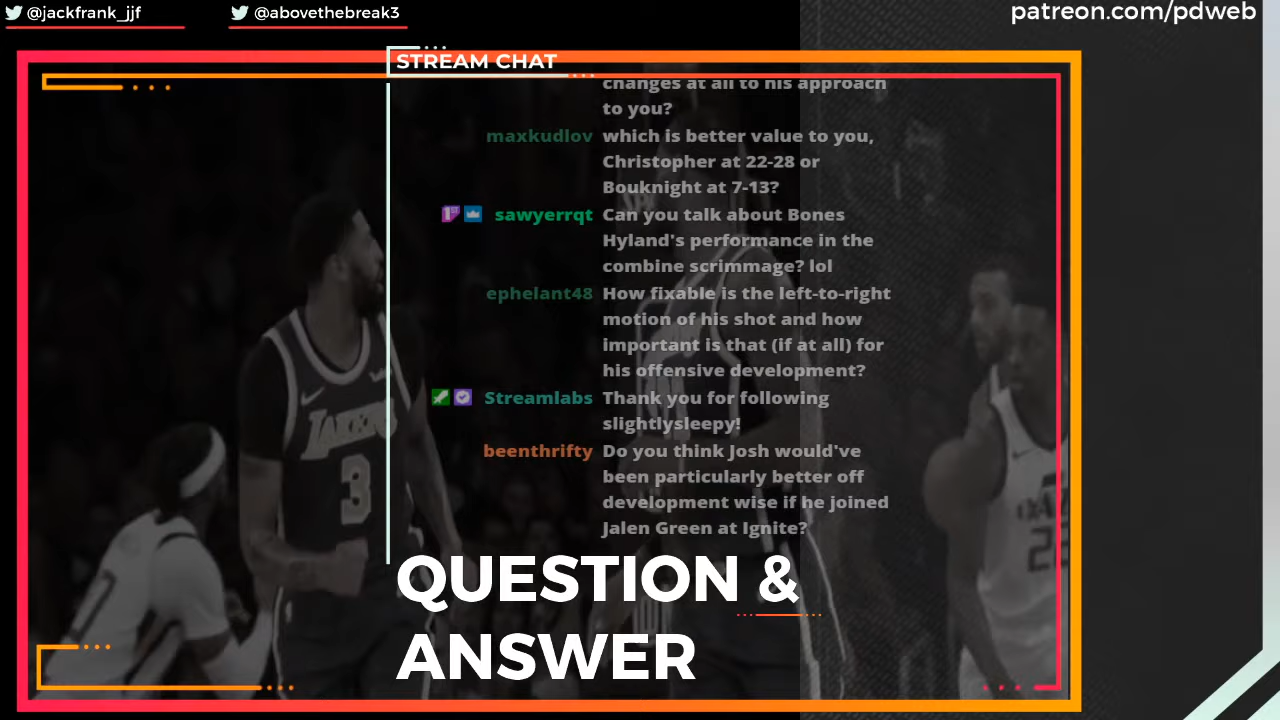 @jackfrank_jjf
@abovethebreak3
patreon.com/pdweb
STREAM CHAT
changes at all to his approach
to you?
maxkudlov which is better value to you,
Christopher at 22-28 or
Bouknight at 7-13?
sawyerrqt Can you talk about Bones
Hyland's performance in the
combine scrimmage? lol
ephelant48 How fixable is the left-to-right
motion of his shot and how
important is that (if at all) for
his offensive development?
Streamlabs Thank you for following
slightlysleepy!
beenthrifty Do you think Josh would've
been particularly better off
development wise if he joined
Jalen Green at Ignite?
LAKERS
3
QUESTION &
ANSWER